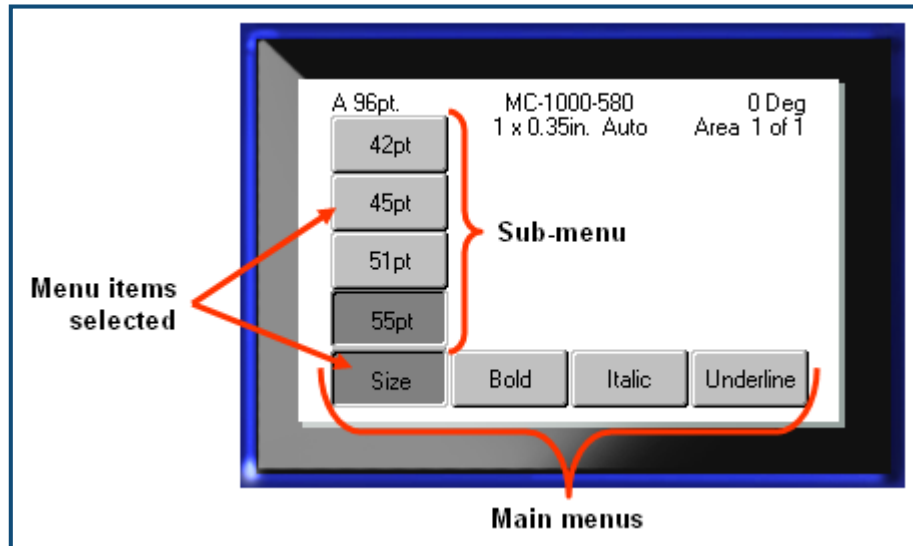 A 96pt. MC-1000-580 0 Deg
1 x 0.35in. Auto Area 1 of 1
42pt
45pt
Sub-menu
51pt
Menu items
selected
55pt
Size Bold Italic Underline
Main menus